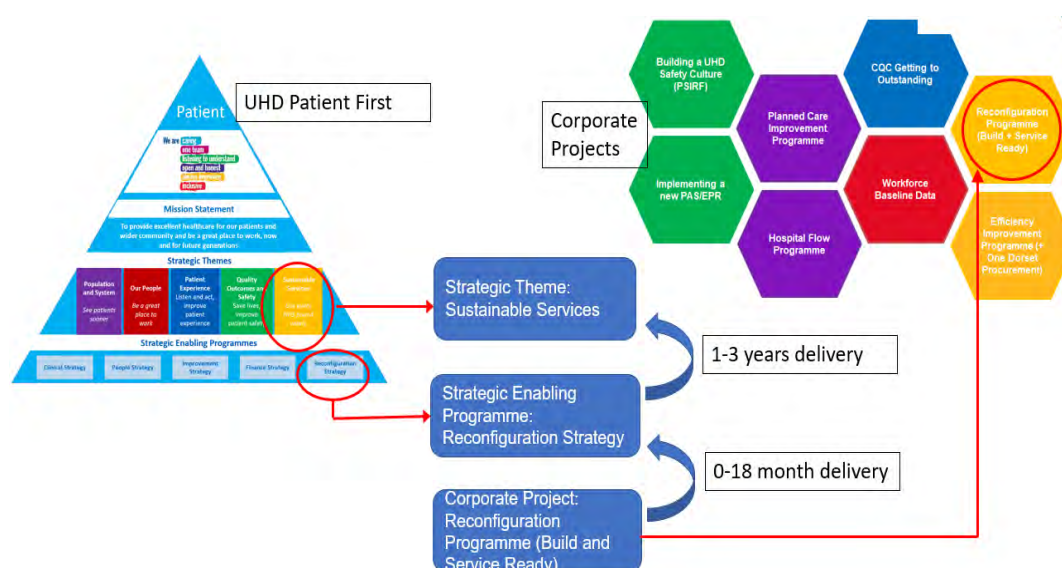 UHD Patient First
Patient
We are caring
one team
listening to understand
open and honest
always improving
inclusive
Mission Statement
To provide excellent healthcare for our patients and
wider community and be a great place to work, now
and for future generations
Strategic Themes
Population
and System
See patients
sooner
Our People
Be a great
place to
work
Patient
Experience
Listen and act,
improve
patient
experience
Quality
Outcomes and
Safety
Save lives,
improve
patient safety
Sustainable
Services
Strategic Enabling Programmes
Clinical Strategy
People Strategy
Improvement
Strategy
Finance Strategy
Reconfiguration
Strategy
Corporate
Projects
Building a UHD
Safety Culture
(PSIRF)
Implementing a
new PAS/EPR
Planned Care
Improvement
Programme
Hospital Flow
Programme
CQC Getting to
Outstanding
Workforce
Baseline Data
Reconfiguration
Programme
(Build + Service
Ready)
Efficiency
Improvement
Programme (+
One Dorset
Procurement)
Strategic Theme:
Sustainable Services
1-3 years delivery
Strategic Enabling
Programme:
Reconfiguration Strategy
0-18 month delivery
Corporate Project:
Reconfiguration
Programme (Build and
Service Ready)